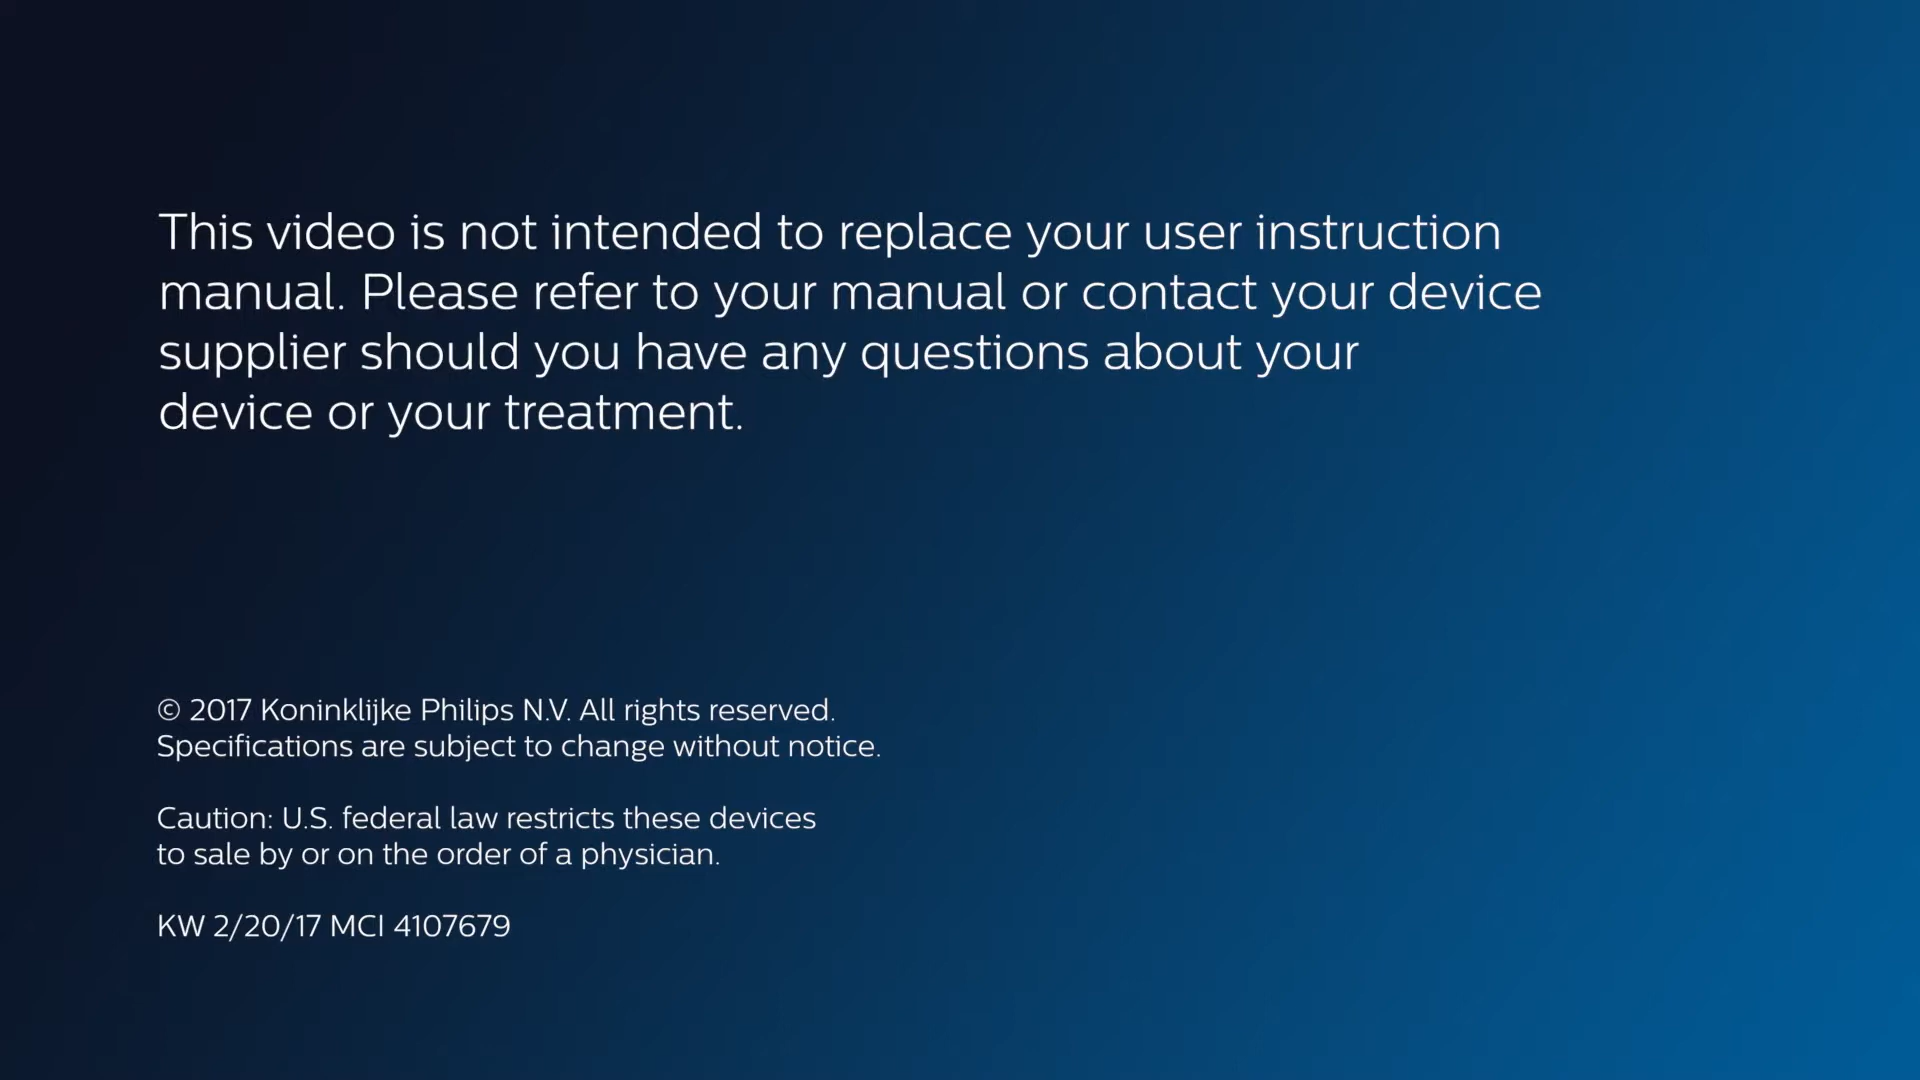 This video is not intended to replace your user instruction
manual. Please refer to your manual or contact your device
supplier should you have any questions about your
device or your treatment.
© 2017 Koninklijke Philips N.V. All rights reserved.
Specifications are subject to change without notice.
Caution: U.S. federal law restricts these devices
to sale by or on the order of a physician.
KW 2/20/17 MCI 4107679